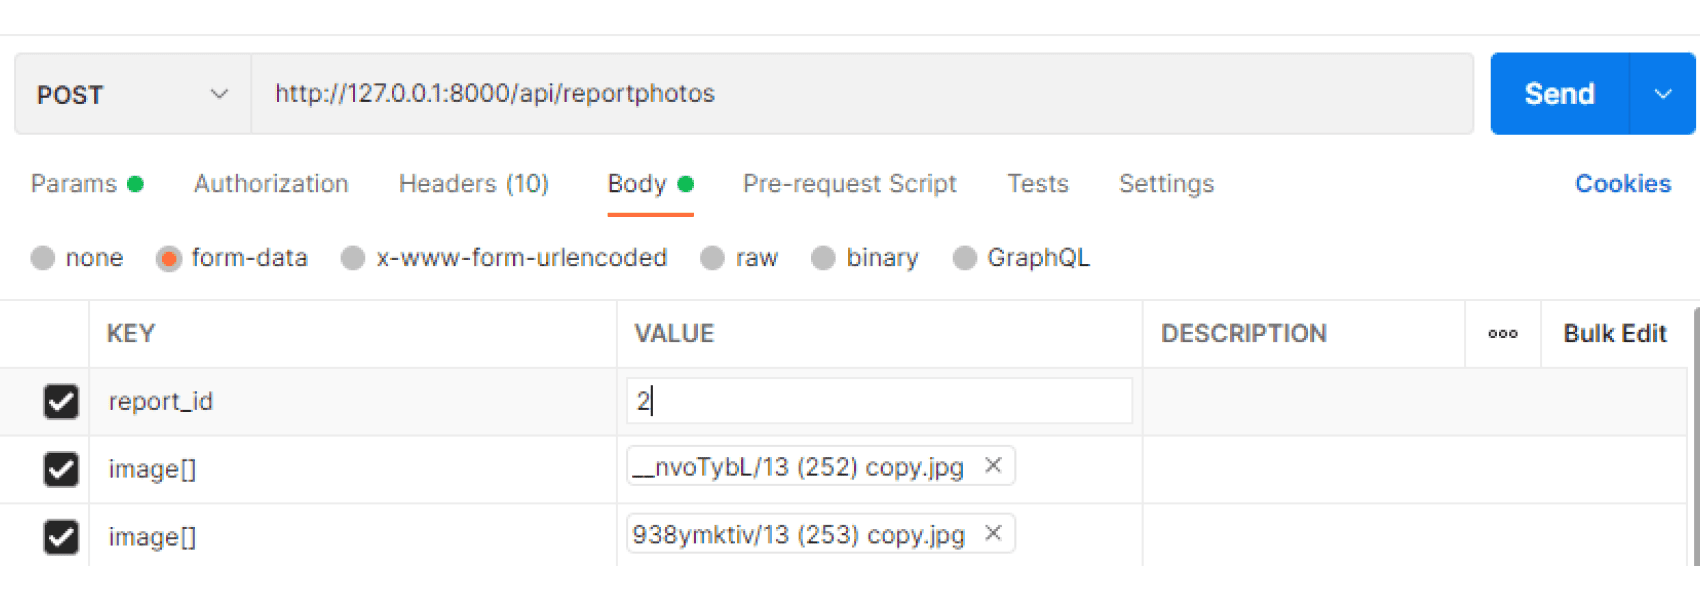 POST http://127.0.0.1:8000/api/reportphotos Send
Params Authorization Headers (10) Body Pre-request Script Tests Settings Cookies
none form-data x-www-form-urlencoded raw binary GraphQL
KEY VALUE DESCRIPTION ooo Bulk Edit
report_id 2
image[] __nvoTybL/13 (252) copy.jpg
image[] 938ymktiv/13 (253) copy.jpg